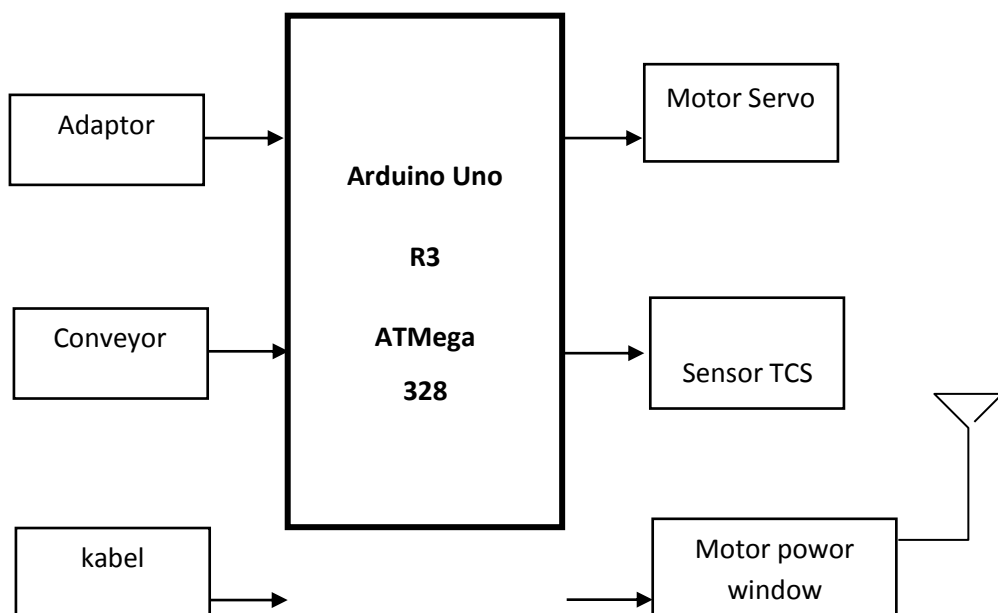 Adaptor
Conveyor
kabel
Arduino Uno
R3
ATMega
328
Motor Servo
Sensor TCS
Motor powor
window